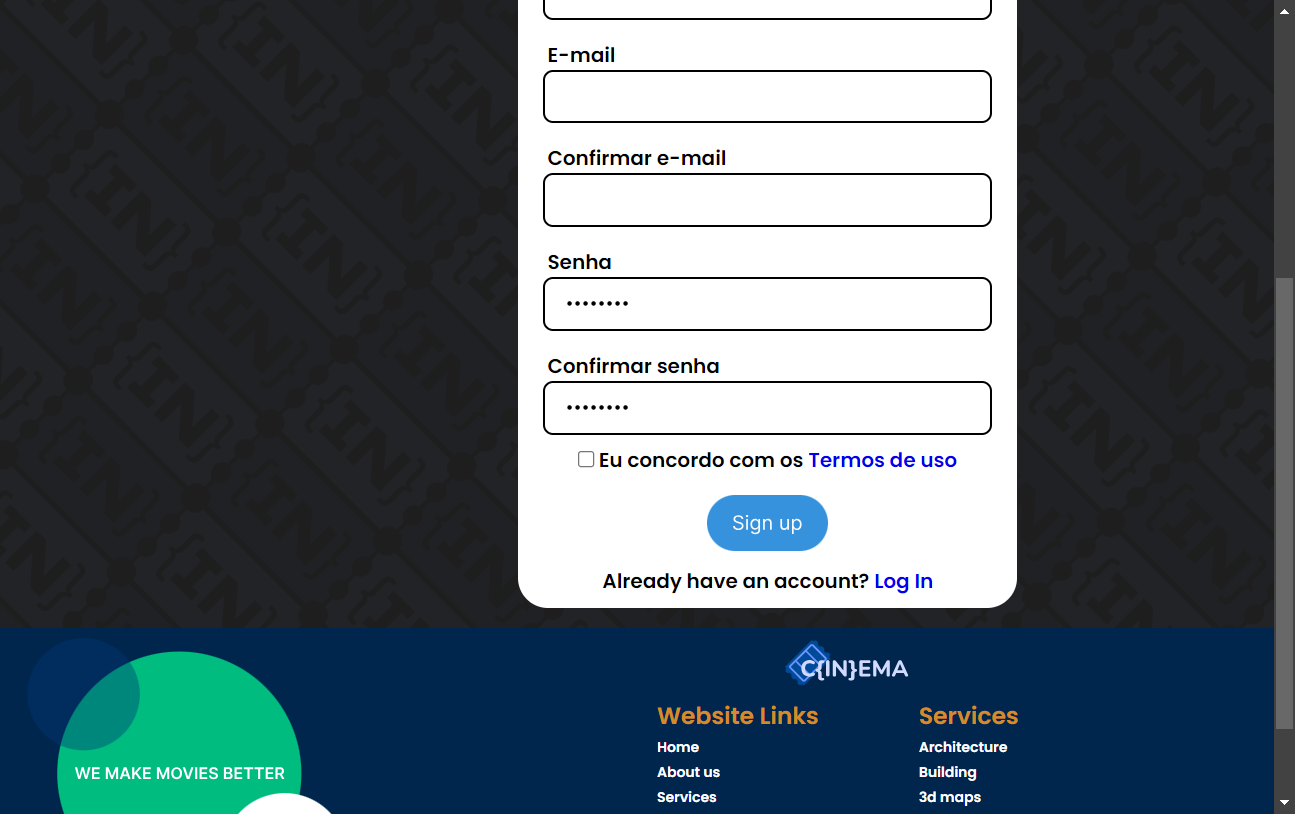 E-mail
Confirmar e-mail
Senha
••••••••
Confirmar senha
••••••••
Eu concordo com os Termos de uso
Sign up
Already have an account? Log In
C{IN}EMA
WE MAKE MOVIES BETTER
Website Links
Home
About us
Services
Services
Architecture
Building
3d maps